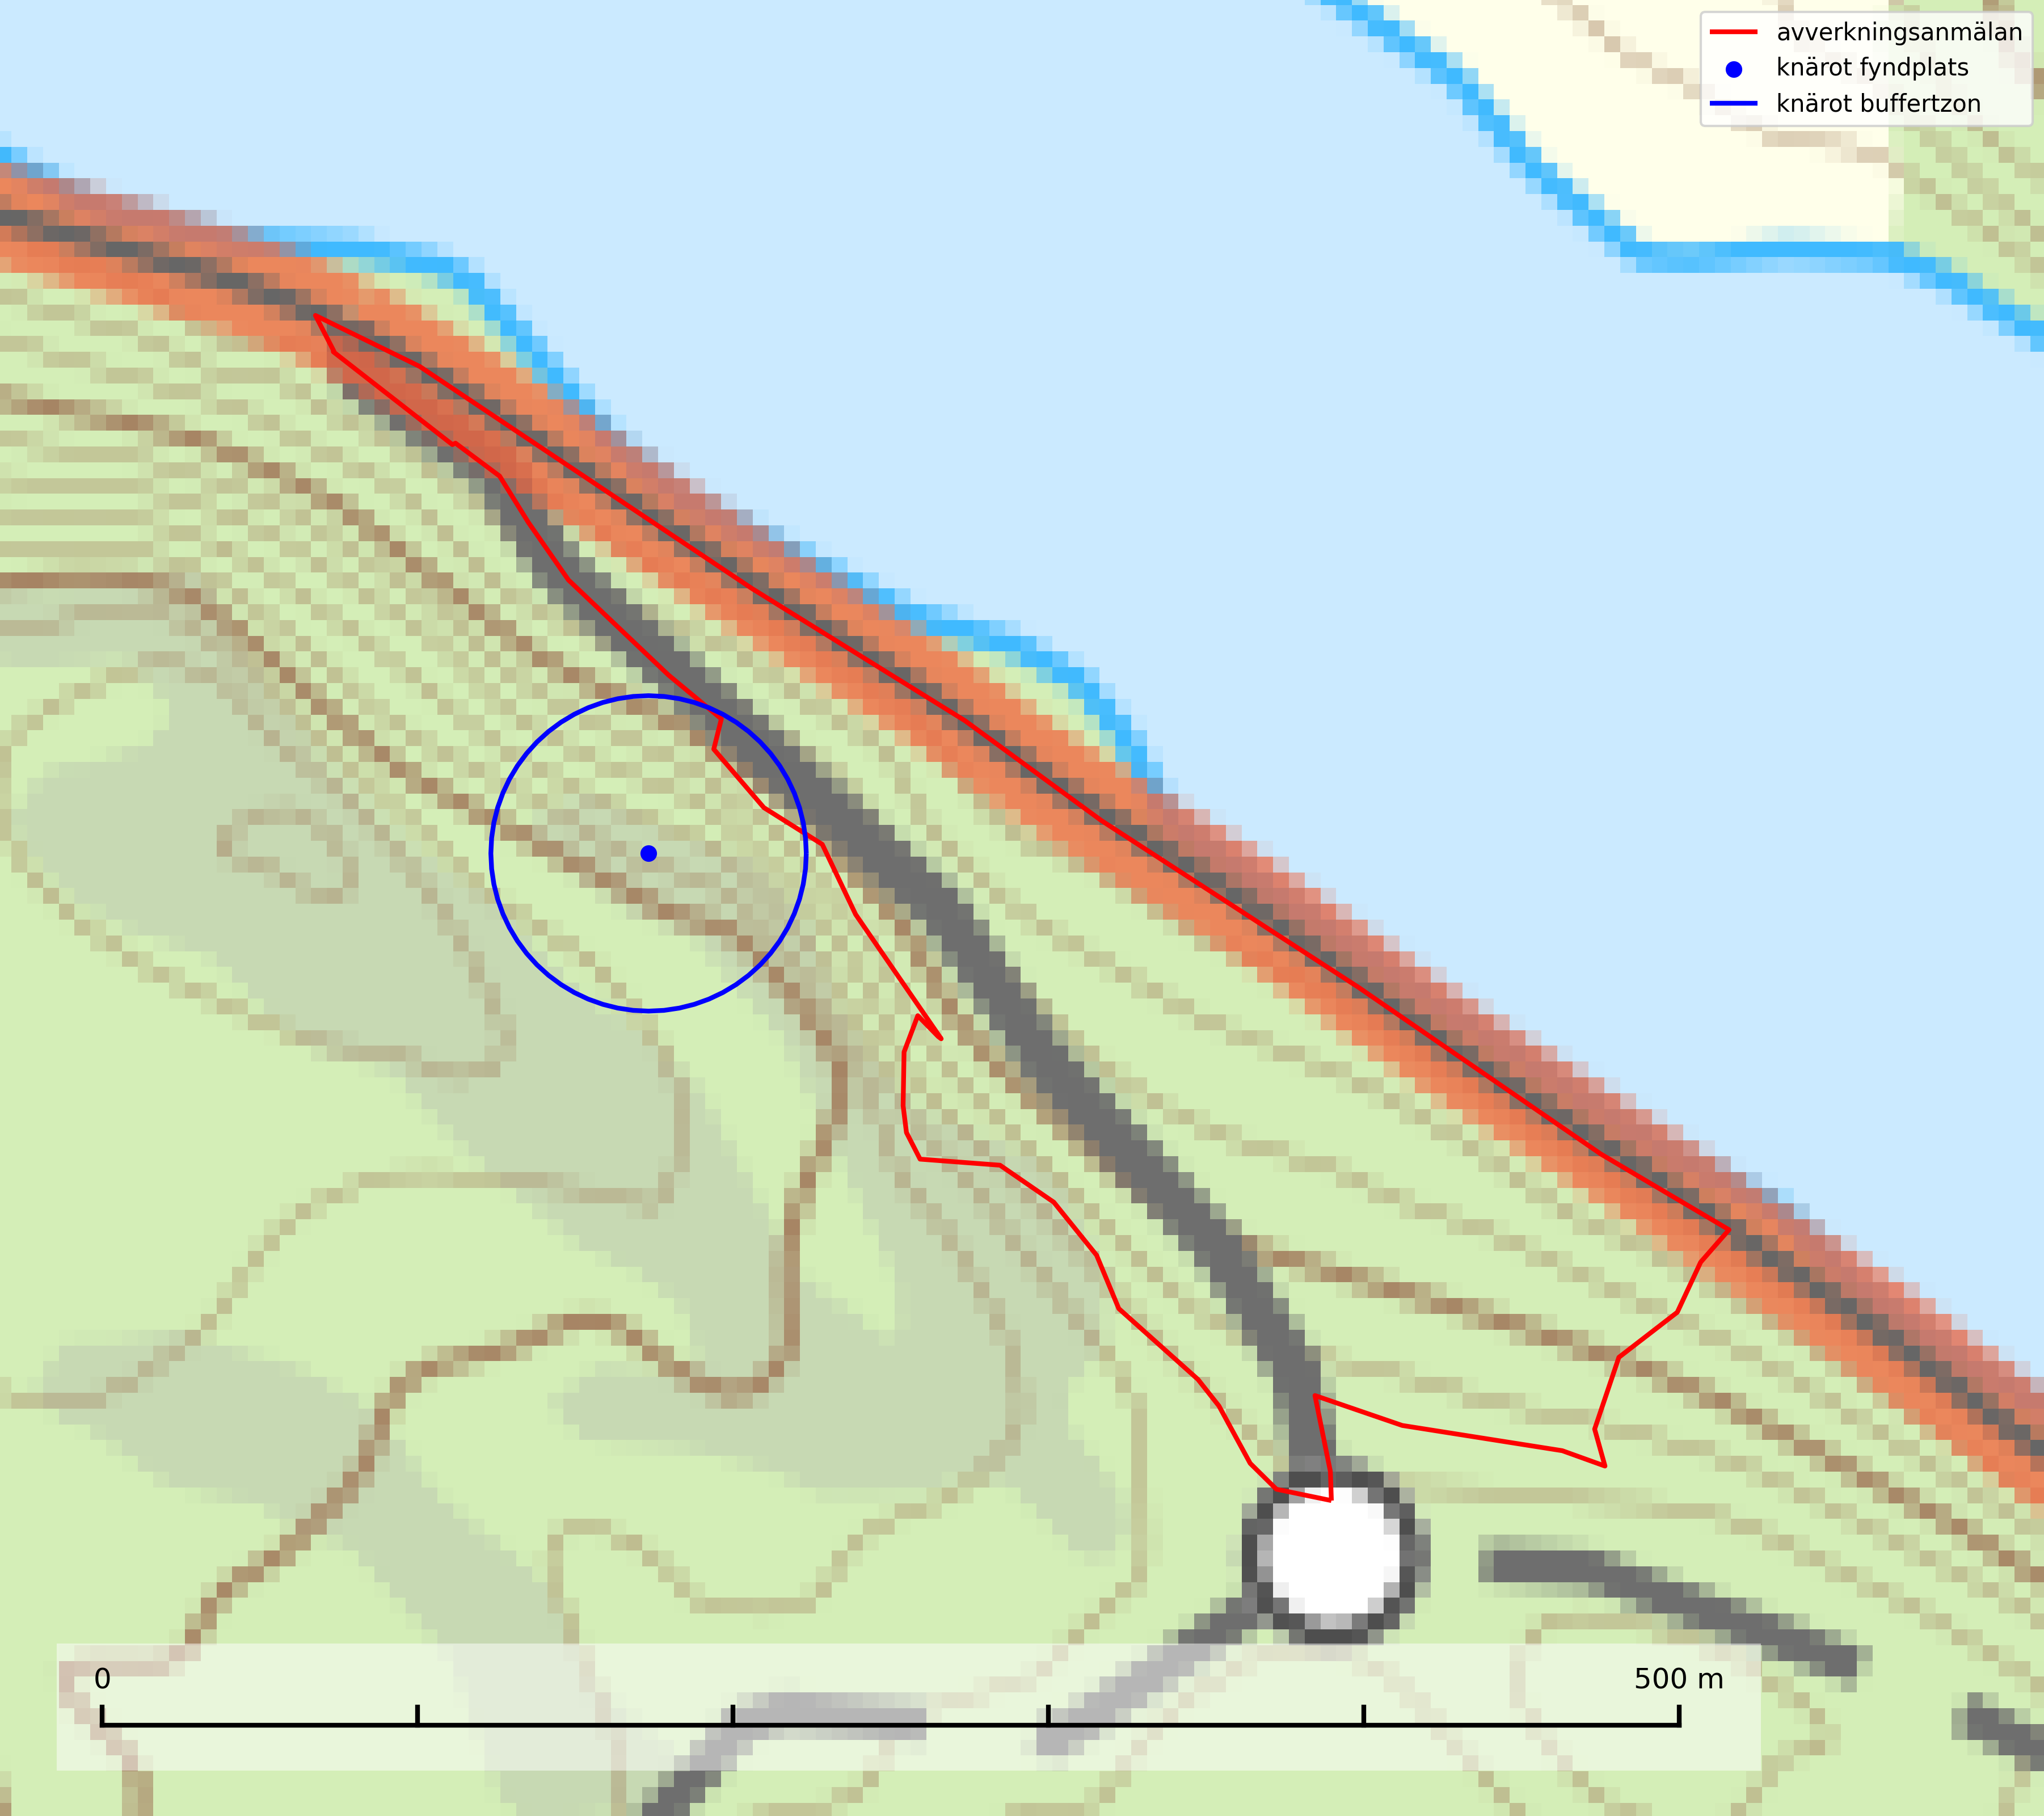 avverkningsanmälan
knärot fyndplats
knärot buffertzon
0
500 m